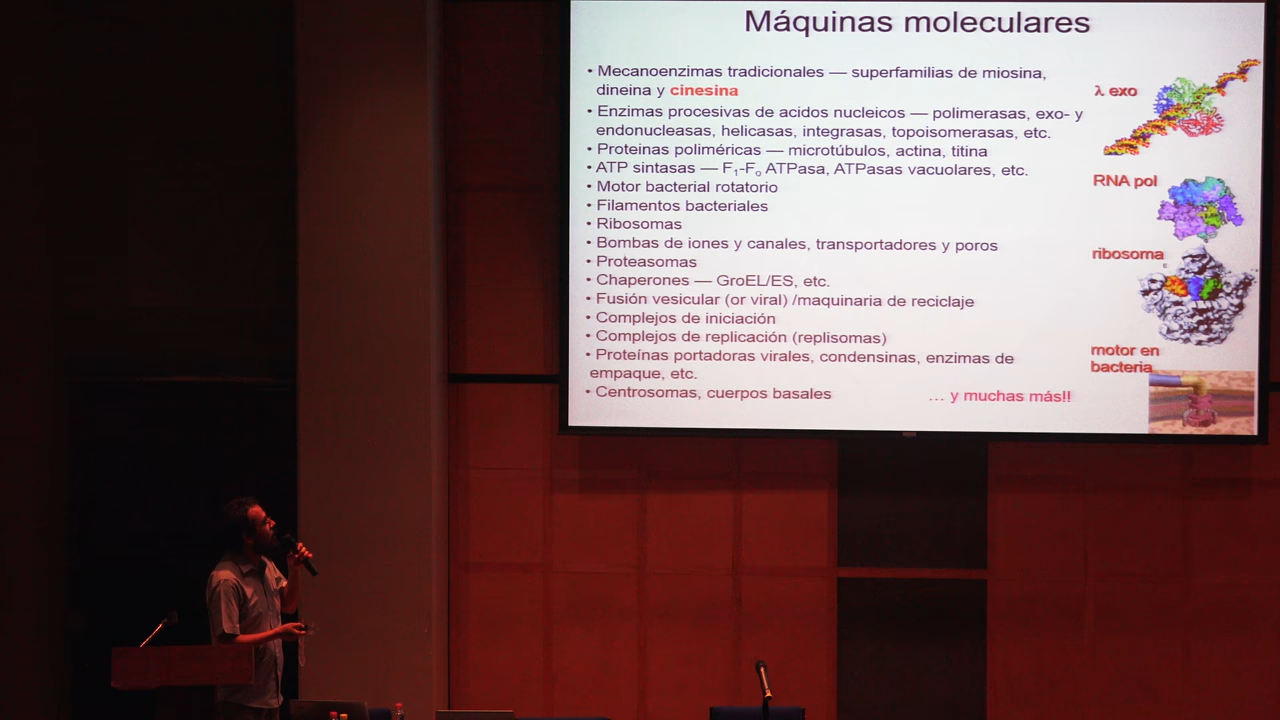 Máquinas moleculares
• Mecanoenzimas tradicionales — superfamilias de miosina,
dineina y cinesina
• Enzimas procesivas de acidos nucleicos — polimerasas, exo- y
endonucleasas, helicasas, integrasas, topoisomerasas, etc.
• Proteinas poliméricas — microtúbulos, actina, titina
• ATP sintasas — F₁-Fₒ ATPasa, ATPasas vacuolares, etc.
• Motor bacterial rotatorio
• Filamentos bacteriales
• Ribosomas
• Bombas de iones y canales, transportadores y poros
• Proteasomas
• Chaperones — GroEL/ES, etc.
• Fusión vesicular (or viral) /maquinaria de reciclaje
• Complejos de iniciación
• Complejos de replicación (replisomas)
• Proteínas portadoras virales, condensinas, enzimas de
empaque, etc.
• Centrosomas, cuerpos basales
… y muchas más!!
λ exo
RNA pol
ribosoma
motor en
bacteria